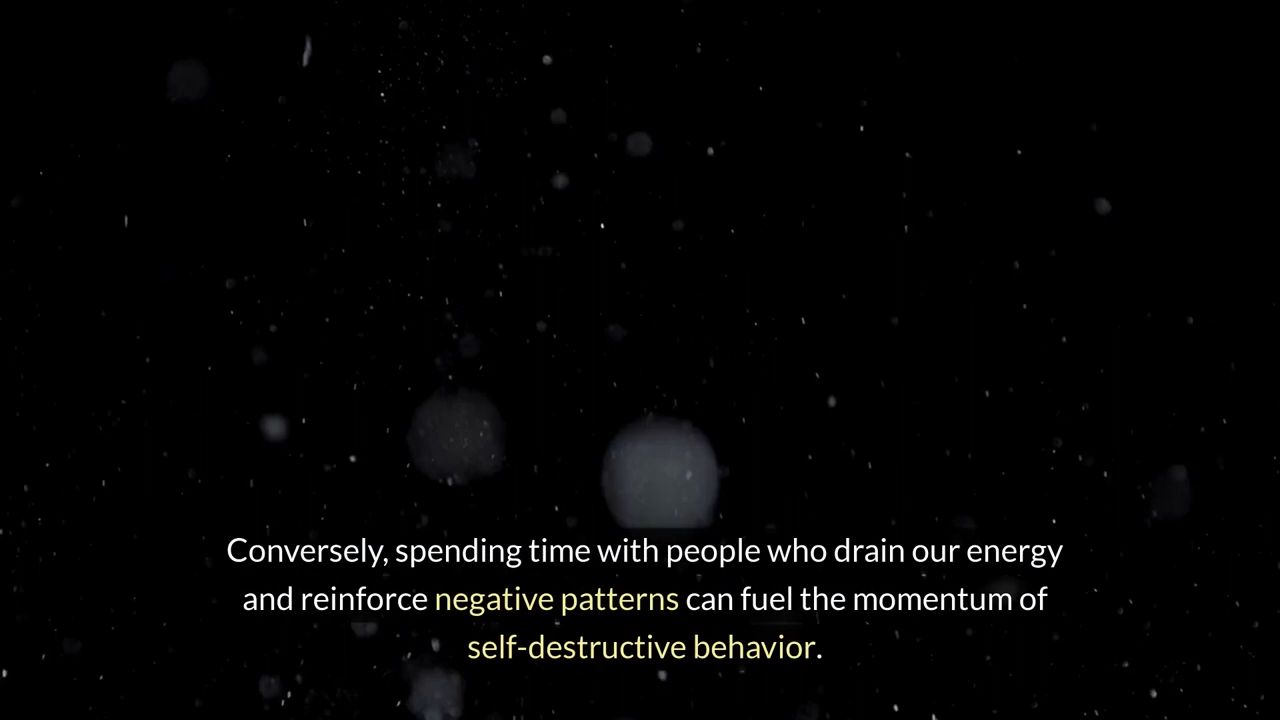 Conversely, spending time with people who drain our energy
and reinforce negative patterns can fuel the momentum of
self-destructive behavior.